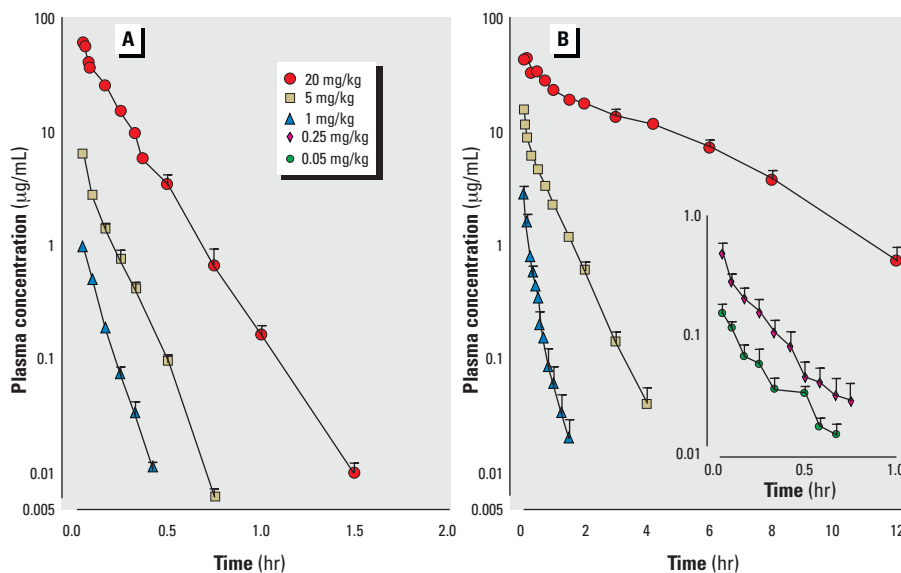 A
100
10
1
0.1
0.01
0.005
Plasma concentration (µg/mL)
0.0
0.5
1.0
1.5
2.0
Time (hr)
20 mg/kg
5 mg/kg
1 mg/kg
0.25 mg/kg
0.05 mg/kg
B
100
10
1
0.1
0.01
0.005
Plasma concentration (µg/mL)
0
2
4
6
8
10
12
Time (hr)
1.0
0.1
0.01
0.0
0.5
1.0
Time (hr)